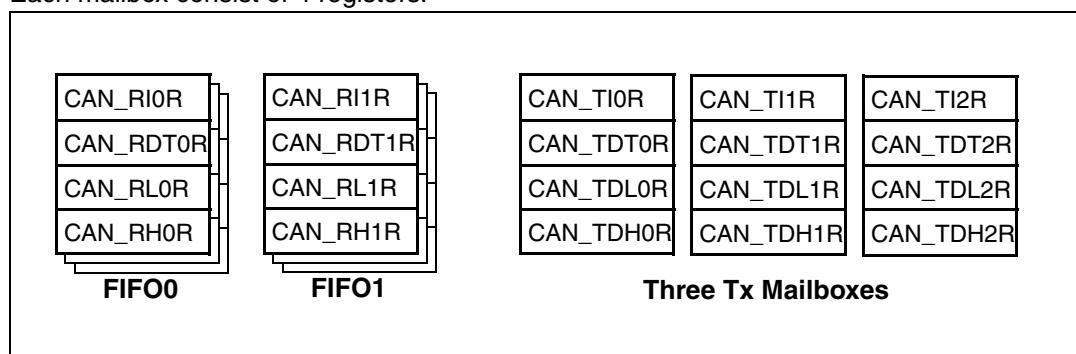 Each mailbox consist of 4 registers.
CAN_RI0R CAN_RI1R CAN_TI0R CAN_TI1R CAN_TI2R
CAN_RDT0R CAN_RDT1R CAN_TDT0R CAN_TDT1R CAN_TDT2R
CAN_RL0R CAN_RL1R CAN_TDL0R CAN_TDL1R CAN_TDL2R
CAN_RH0R CAN_RH1R CAN_TDH0R CAN_TDH1R CAN_TDH2R
FIFO0 FIFO1 Three Tx Mailboxes